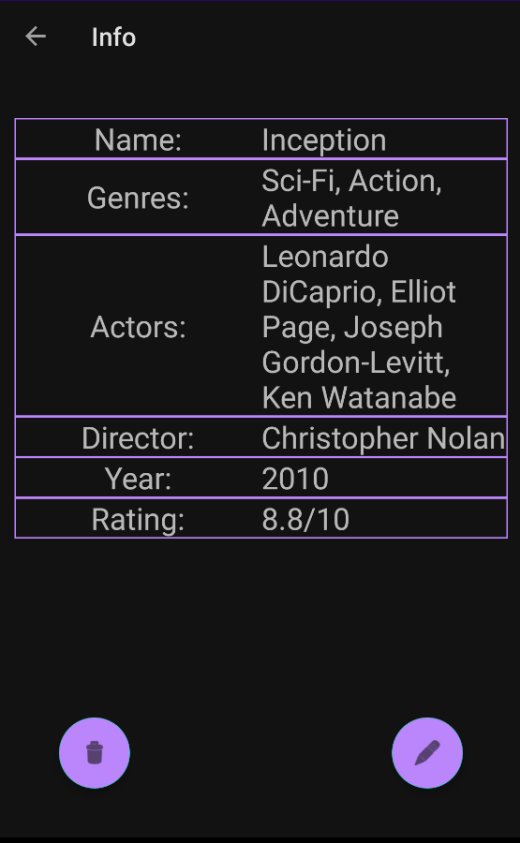 Info
Name: Inception
Genres: Sci-Fi, Action,
Adventure
Actors: Leonardo
DiCaprio, Elliot
Page, Joseph
Gordon-Levitt,
Ken Watanabe
Director: Christopher Nolan
Year: 2010
Rating: 8.8/10